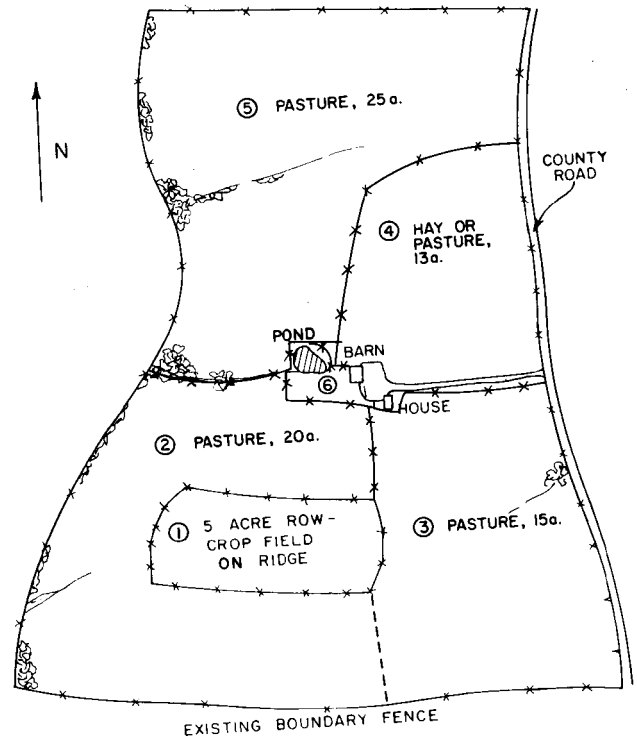 ⑤ PASTURE, 25a.
N
COUNTY
ROAD
④ HAY OR
PASTURE,
13a.
POND
BARN
⑥
HOUSE
② PASTURE, 20a.
① 5 ACRE ROW-
CROP FIELD
ON RIDGE
③ PASTURE, 15a.
EXISTING BOUNDARY FENCE